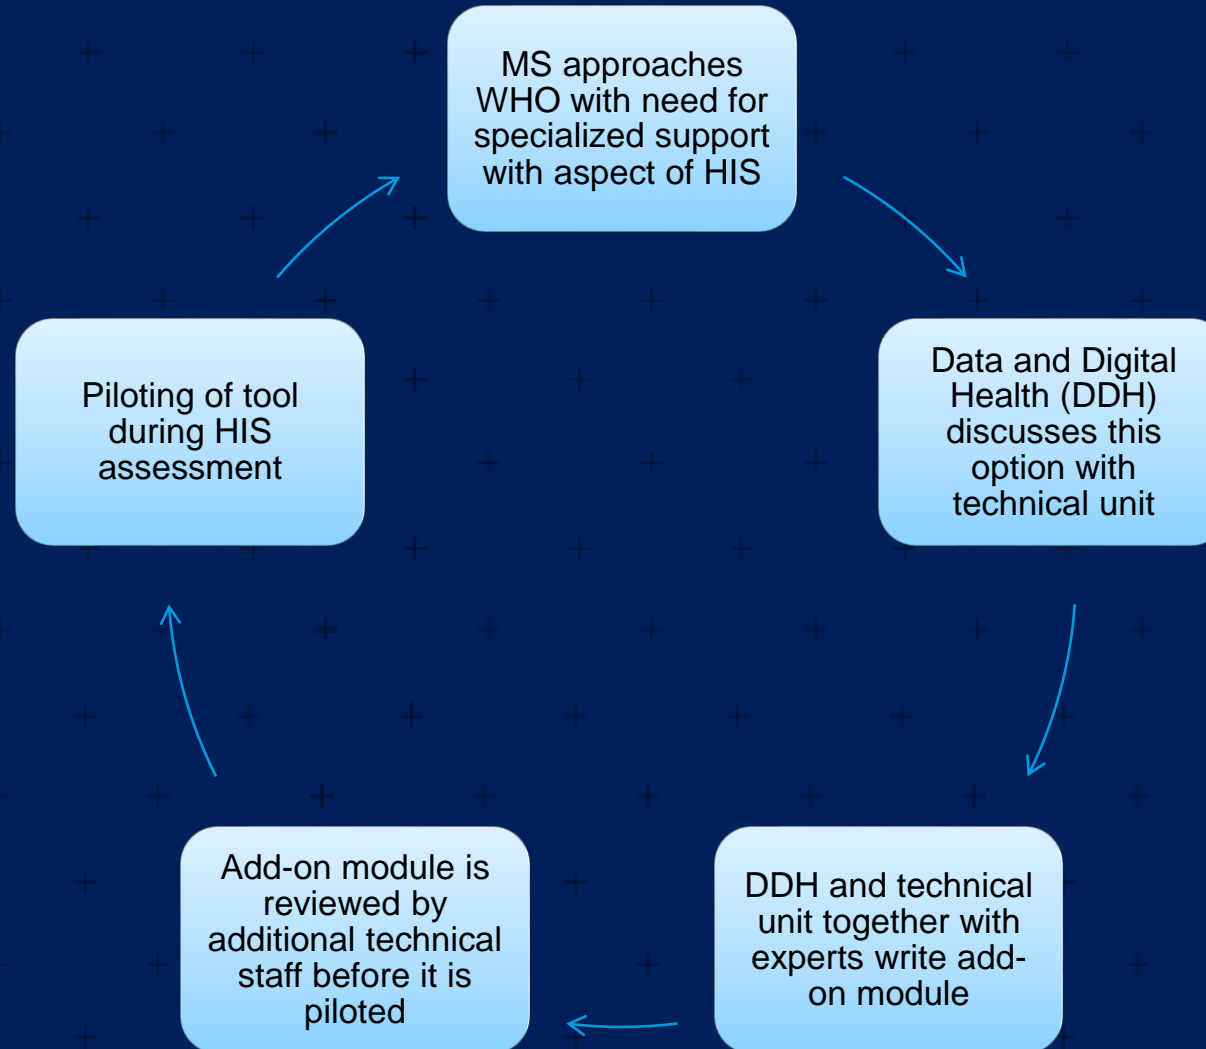 MS approaches
WHO with need for
specialized support
with aspect of HIS
Data and Digital
Health (DDH)
discusses this
option with
technical unit
DDH and technical
unit together with
experts write add-
on module
Add-on module is
reviewed by
additional technical
staff before it is
piloted
Piloting of tool
during HIS
assessment